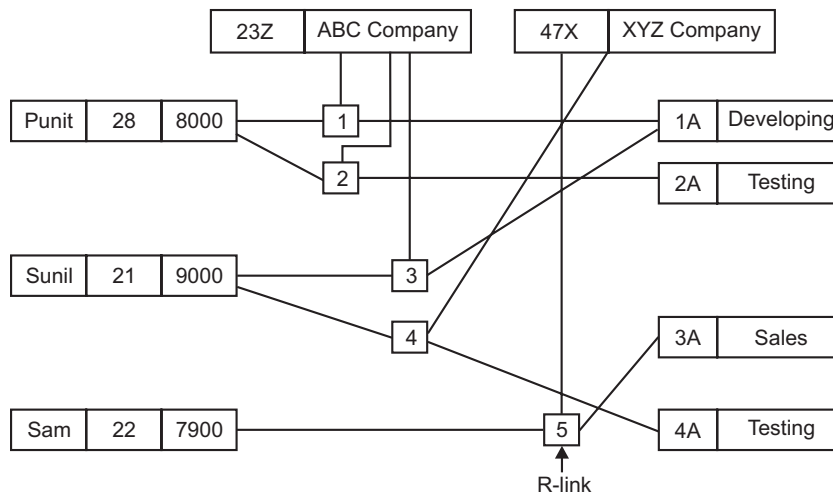 23Z ABC Company 47X XYZ Company
Punit 28 8000 1 1A Developing
2 2A Testing
Sunil 21 9000 3
4 3A Sales
Sam 22 7900 5 4A Testing
R-link